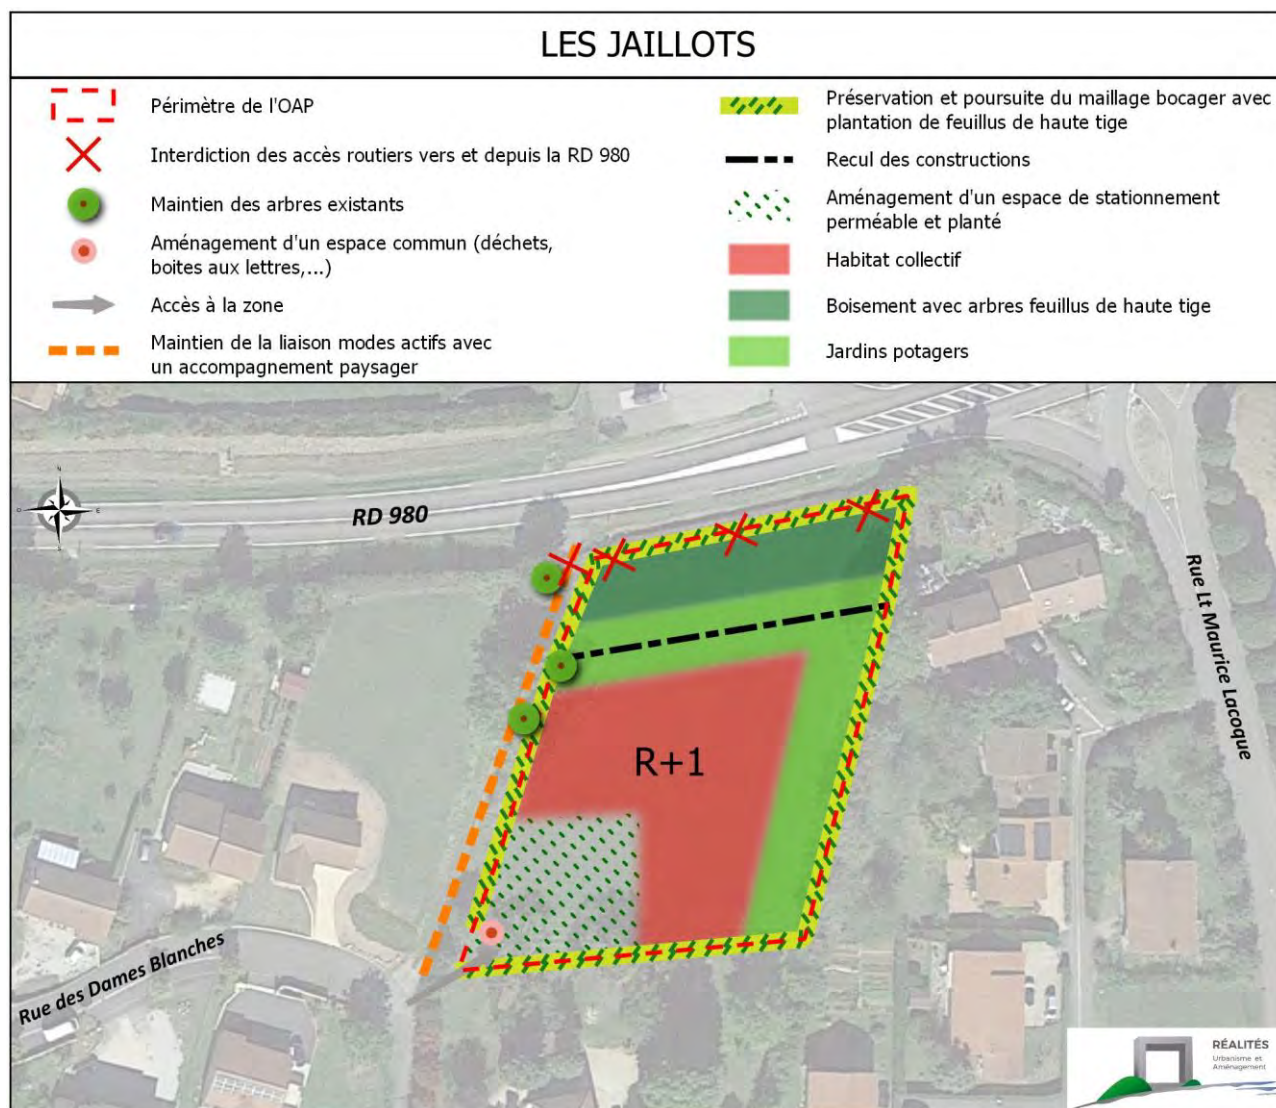 LES JAILLOTS
Périmètre de l'OAP
Interdiction des accès routiers vers et depuis la RD 980
Maintien des arbres existants
Aménagement d'un espace commun (déchets,
boites aux lettres,...)
Accès à la zone
Maintien de la liaison modes actifs avec
un accompagnement paysager
Préservation et poursuite du maillage bocager avec
plantation de feuillus de haute tige
Recul des constructions
Aménagement d'un espace de stationnement
perméable et planté
Habitat collectif
Boisement avec arbres feuillus de haute tige
Jardins potagers
N
O
E
S
RD 980
Rue Lt Maurice Lacoque
R+1
Rue des Dames Blanches
RÉALITÉS
Urbanisme et
Aménagement